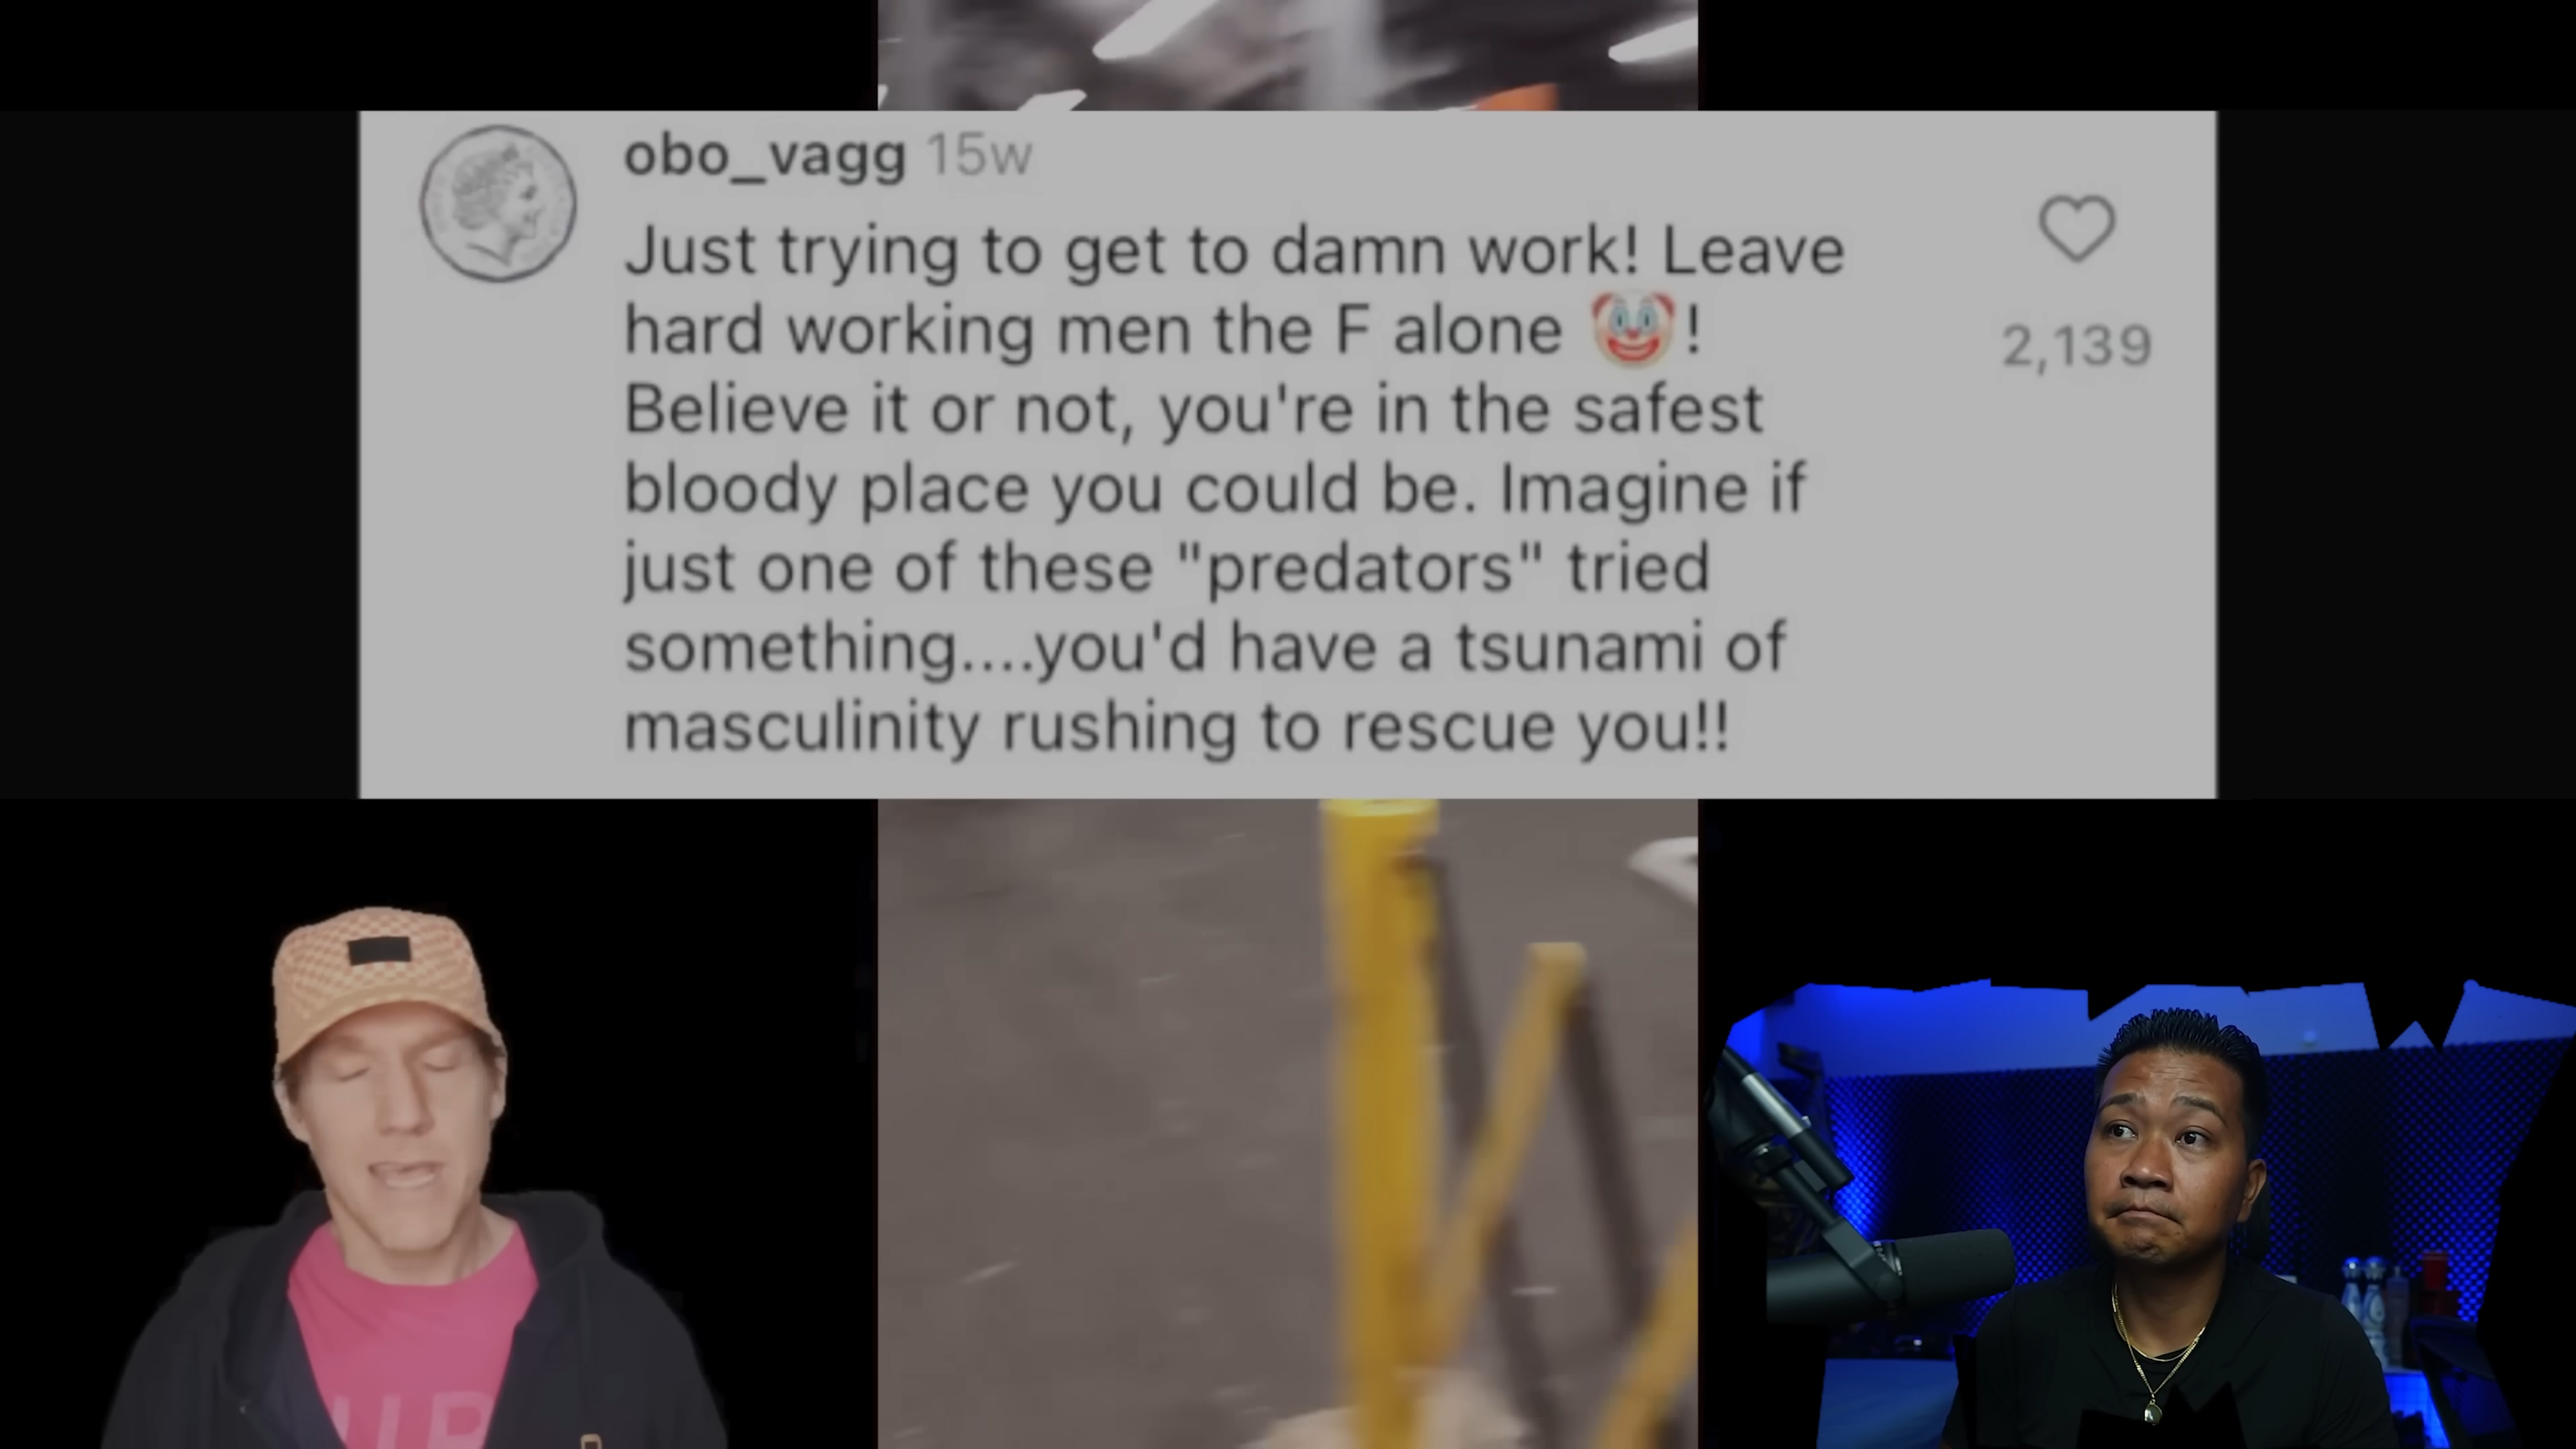 obo_vagg 15w
Just trying to get to damn work! Leave
hard working men the F alone 🤡!
Believe it or not, you're in the safest
bloody place you could be. Imagine if
just one of these "predators" tried
something....you'd have a tsunami of
masculinity rushing to rescue you!!
2,139